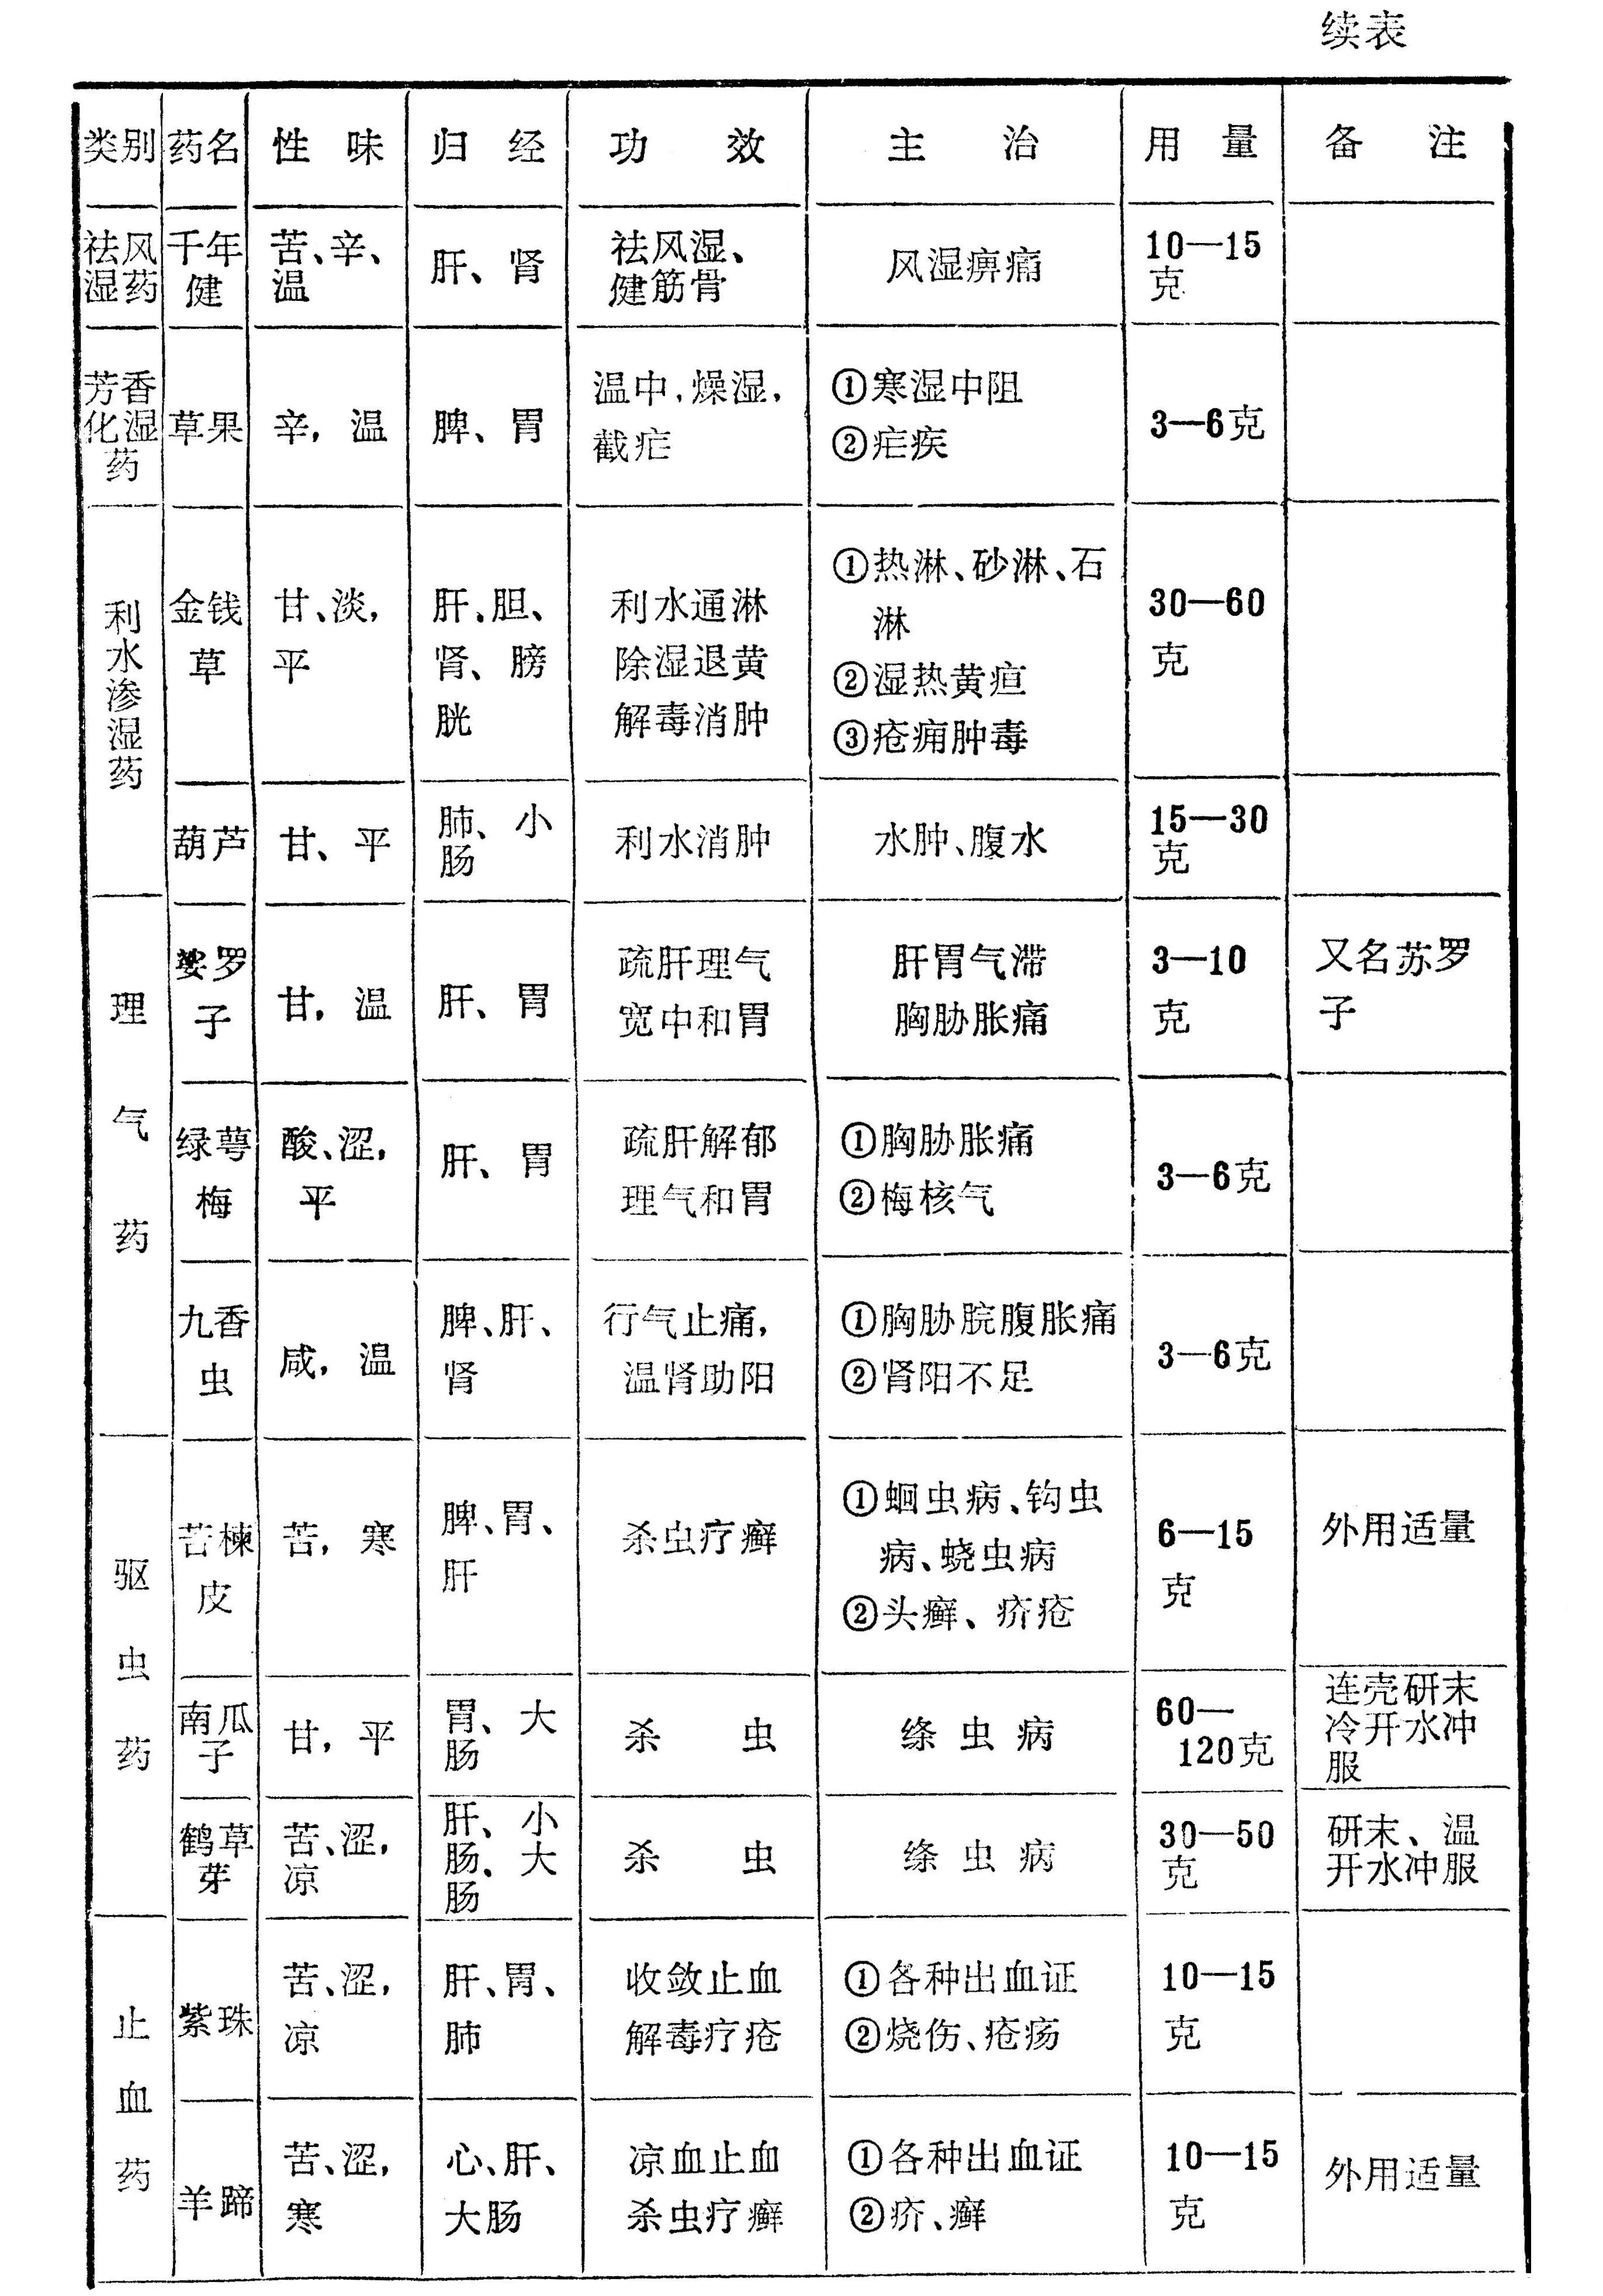 续表
类别 药名 性味 归经 功效 主治 用量 备注
祛风
湿药
千年
健
苦、辛、
温
肝、肾
祛风湿、
健筋骨
风湿痹痛
10—15
克
芳香
化湿
药
草果
辛，温
脾、胃
温中，燥湿，
截疟
①寒湿中阻
②疟疾
3—6克
利水渗湿药
金钱
草
甘、淡，
平
肝、胆、
肾、膀
胱
利水通淋
除湿退黄
解毒消肿
①热淋、砂淋、石
淋
②湿热黄疸
③疮痈肿毒
30—60
克
葫芦
甘、平
肺、小
肠
利水消肿
水肿、腹水
15—30
克
理气药
娑罗
子
甘，温
肝、胃
疏肝理气
宽中和胃
肝胃气滞
胸胁胀痛
3—10
克
又名苏罗
子
绿萼
梅
酸、涩，
平
肝、胃
疏肝解郁
理气和胃
①胸胁胀痛
②梅核气
3—6克
九香
虫
咸，温
脾、肝、
肾
行气止痛，
温肾助阳
①胸胁脘腹胀痛
②肾阳不足
3—6克
驱虫药
苦楝
皮
苦，寒
脾、胃、
肝
杀虫疗癣
①蛔虫病、钩虫
病、蛲虫病
②头癣、疥疮
6—15
克
外用适量
南瓜
子
甘，平
胃、大
肠
杀虫
绦虫病
60—
120克
连壳研末
冷开水冲
服
鹤草
芽
苦、涩，
凉
肝、小
肠、大
肠
杀虫
绦虫病
30—50
克
研末、温
开水冲服
止血药
紫珠
苦、涩，
凉
肝、胃、
肺
收敛止血
解毒疗疮
①各种出血证
②烧伤、疮疡
10—15
克
羊蹄
苦、涩，
寒
心、肝、
大肠
凉血止血
杀虫疗癣
①各种出血证
②疥、癣
10—15
克
外用适量